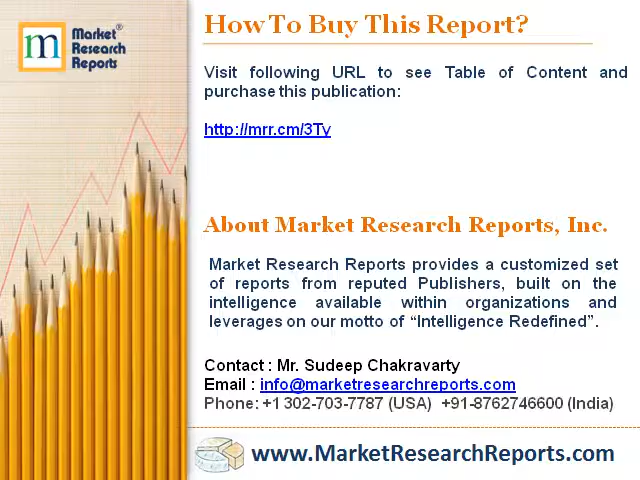 m
Market®
Research
Reports
How To Buy This Report?
Visit following URL to see Table of Content and
purchase this publication:
http://mrr.cm/3Ty
About Market Research Reports, Inc.
Market Research Reports provides a customized set
of reports from reputed Publishers, built on the
intelligence available within organizations and
leverages on our motto of “Intelligence Redefined”.
Contact : Mr. Sudeep Chakravarty
Email : info@marketresearchreports.com
Phone: +1 302-703-7787 (USA) +91-8762746600 (India)
www.MarketResearchReports.com